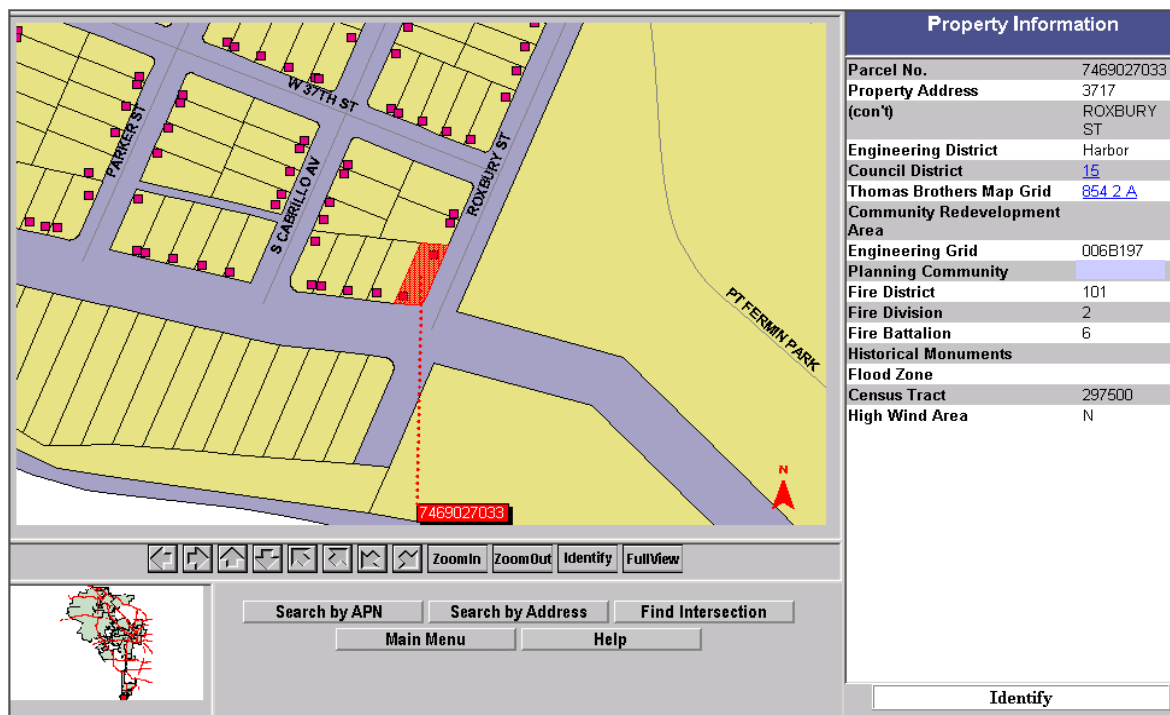 Property Information
W 37TH ST
PARKER ST
S CABRILLO AV
ROXBURY ST
PT FERMIN PARK
N
7469027033
Parcel No. 7469027033
Property Address 3717
(con't) ROXBURY
ST
Engineering District Harbor
Council District 15
Thomas Brothers Map Grid 854 2 A
Community Redevelopment
Area
Engineering Grid 006B197
Planning Community
Fire District 101
Fire Division 2
Fire Battalion 6
Historical Monuments
Flood Zone
Census Tract 297500
High Wind Area N
ZoomIn ZoomOut Identify FullView
Search by APN Search by Address Find Intersection
Main Menu Help
Identify